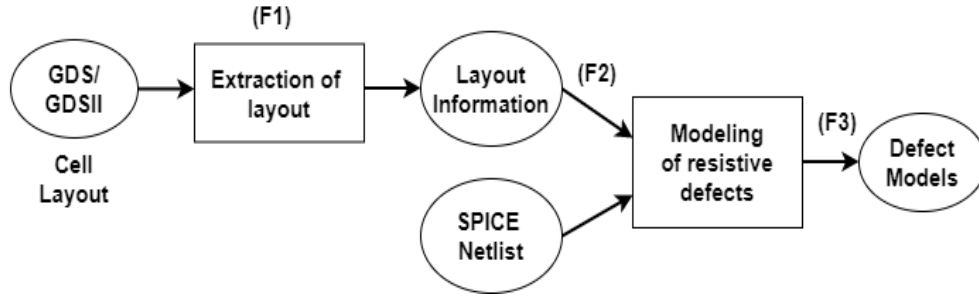 (F1)
GDS/
GDSII
Extraction of
layout
Layout
Information
(F2)
Cell
Layout
SPICE
Netlist
Modeling
of resistive
defects
(F3)
Defect
Models